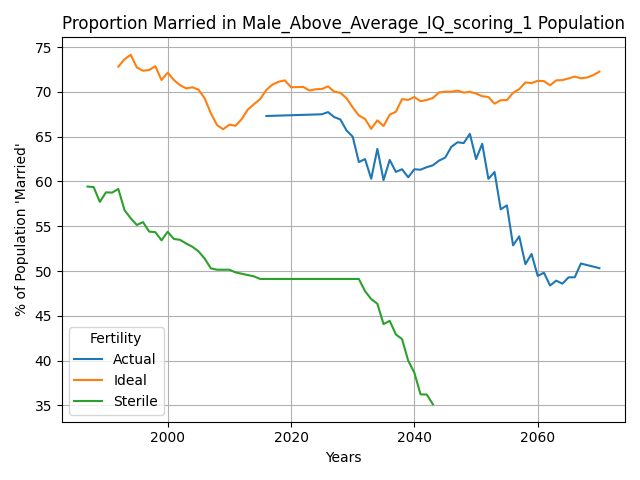 Proportion Married in Male_Above_Average_IQ_scoring_1 Population
% of Population 'Married'
75
70
65
60
55
50
45
40
35
Fertility
Actual
Ideal
Sterile
2000
2020
2040
2060
Years